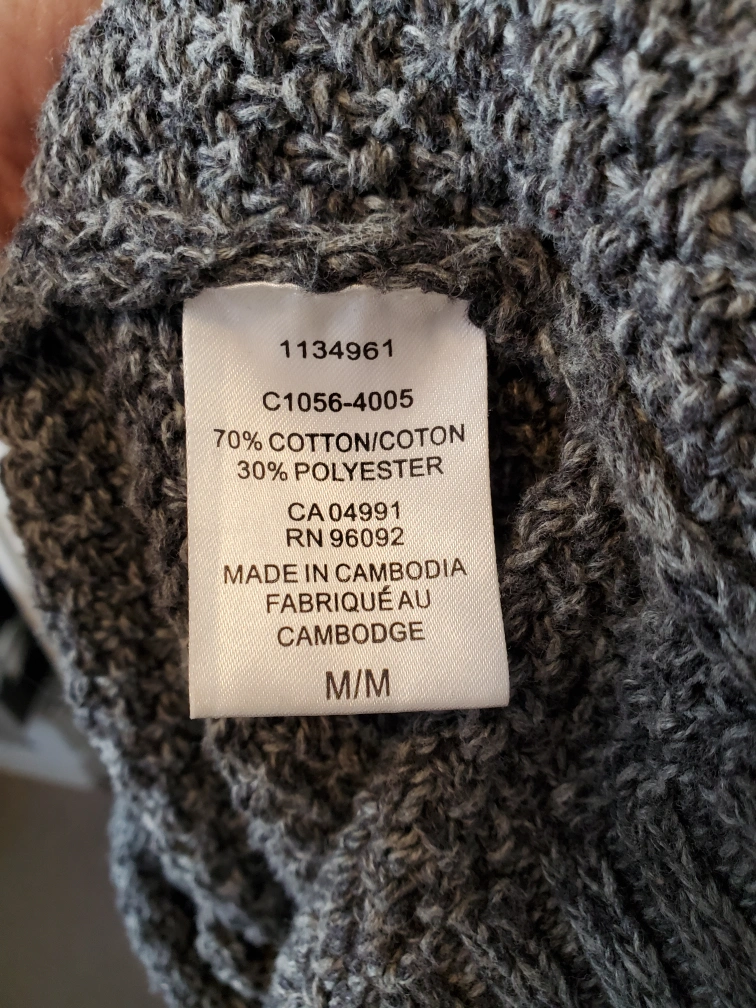 1134961
C1056-4005
70% COTTON/COTON
30% POLYESTER
CA 04991
RN 96092
MADE IN CAMBODIA
FABRIQUÉ AU
CAMBODGE
M/M